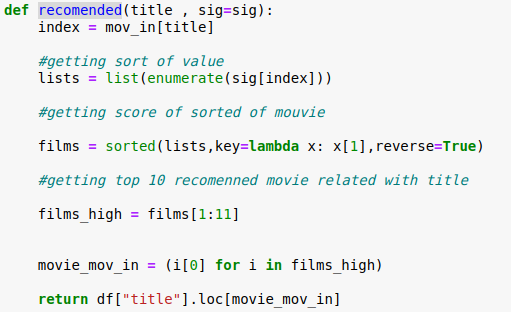 def recomended(title , sig=sig):
index = mov_in[title]
#getting sort of value
lists = list(enumerate(sig[index]))
#getting score of sorted of mouvie
films = sorted(lists,key=lambda x: x[1],reverse=True)
#getting top 10 recomenned movie related with title
films_high = films[1:11]
movie_mov_in = (i[0] for i in films_high)
return df["title"].loc[movie_mov_in]